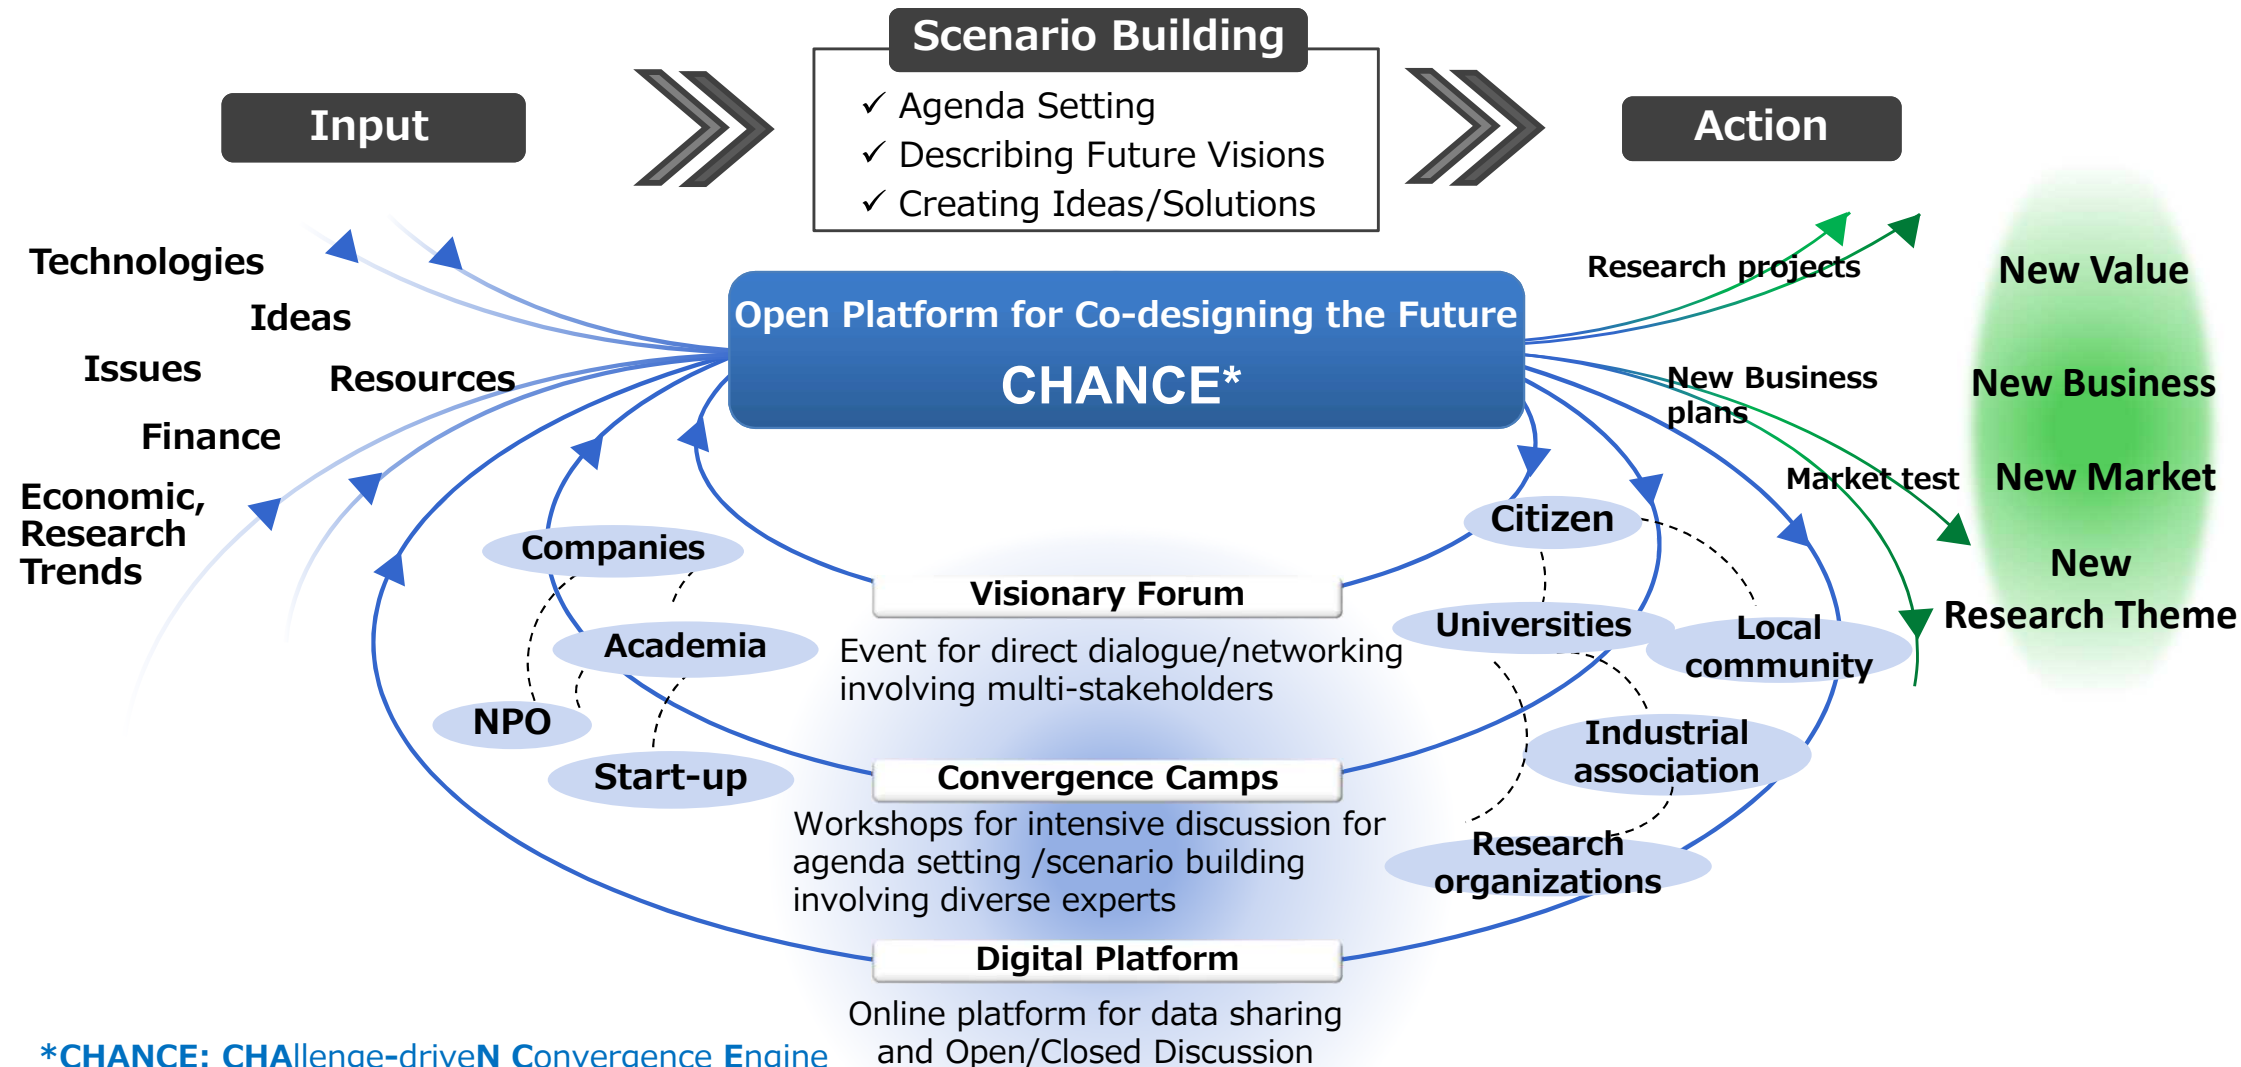 Scenario Building
Input
✓ Agenda Setting
✓ Describing Future Visions
✓ Creating Ideas/Solutions
Action
Technologies
Ideas
Issues
Resources
Finance
Economic,
Research
Trends
Open Platform for Co-designing the Future
CHANCE*
Research projects
New Business
plans
Market test
New Value
New Business
New Market
New
Research Theme
Companies
Academia
NPO
Start-up
Citizen
Universities
Local
community
Industrial
association
Research
organizations
Visionary Forum
Event for direct dialogue/networking
involving multi-stakeholders
Convergence Camps
Workshops for intensive discussion for
agenda setting /scenario building
involving diverse experts
Digital Platform
Online platform for data sharing
and Open/Closed Discussion
*CHANCE: CHAllenge-driveN Convergence Engine